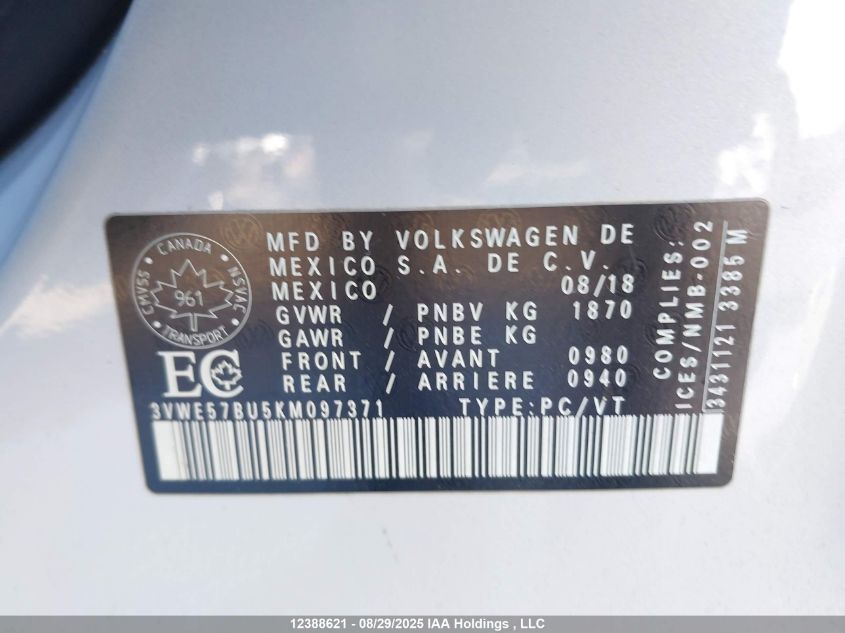 CANADA
CMVSS
NSVAC
961
TRANSPORT
EC
MFD BY VOLKSWAGEN DE
MEXICO S.A. DE C.V.
MEXICO 08/18
GVWR / PNBV KG 1870
GAWR / PNBE KG
FRONT / AVANT 0980
REAR / ARRIERE 0940
3VWE57BU5KM097371 TYPE:PC/VT
COMPLIES:
ICES/NMB-002
3431121 3385 M
12388621 - 08/29/2025 IAA Holdings , LLC